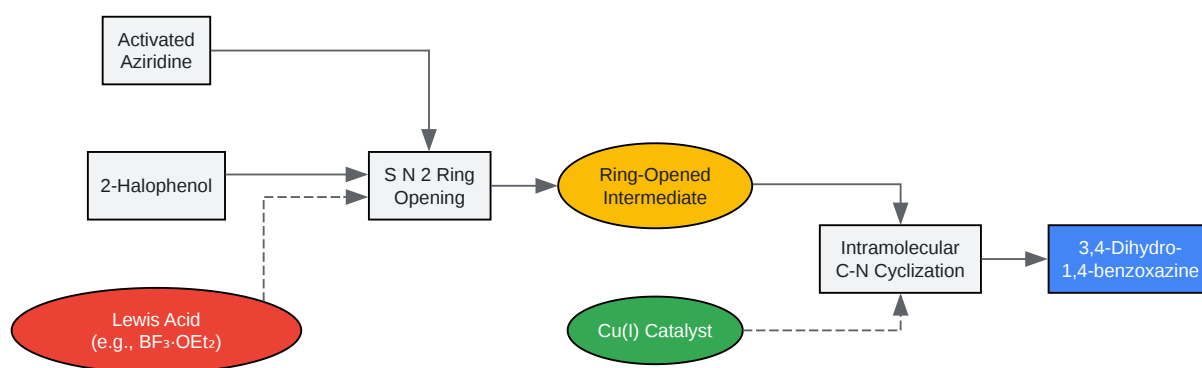 Activated
Aziridine
2-Halophenol
S N 2 Ring
Opening
Ring-Opened
Intermediate
Intramolecular
C-N Cyclization
3,4-Dihydro-
1,4-benzoxazine
Lewis Acid
(e.g., BF₃·OEt₂)
Cu(I) Catalyst